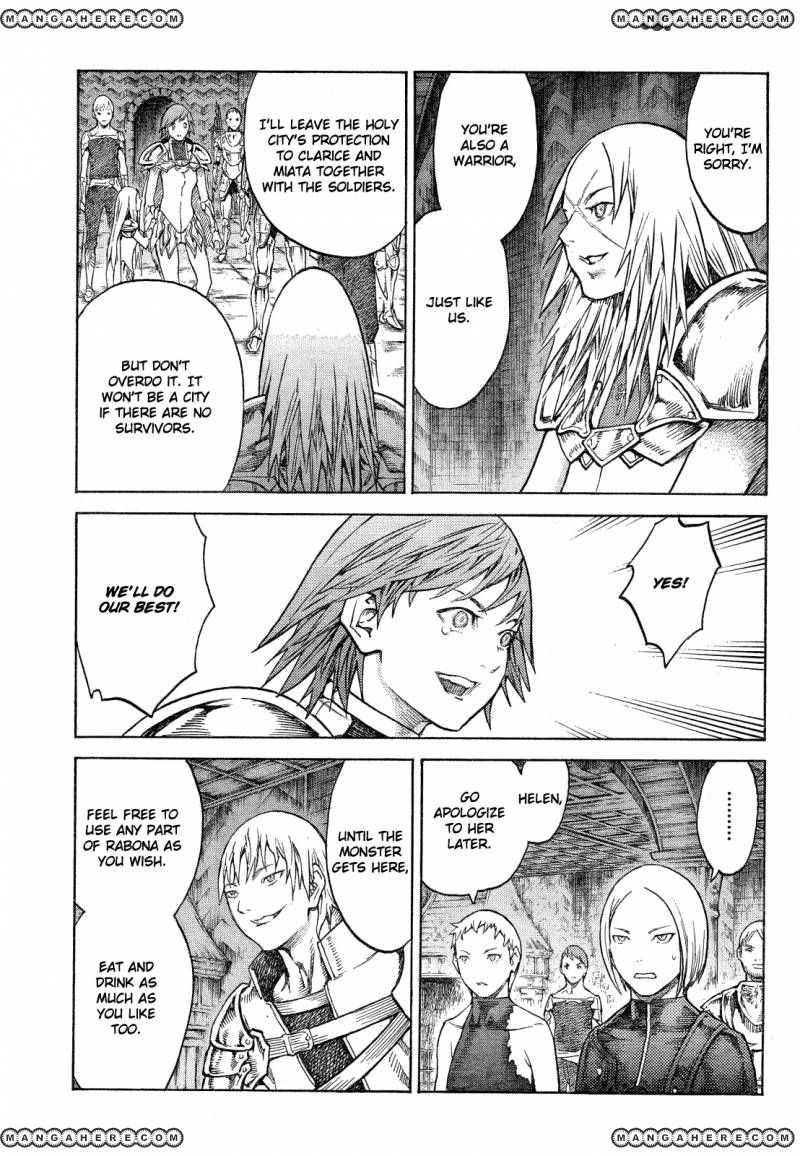 MANGAHERE.COM
MANGAHERE.COM
YOU'RE
RIGHT, I'M
SORRY.
YOU'RE
ALSO A
WARRIOR,
JUST LIKE
US.
I'LL LEAVE THE HOLY
CITY'S PROTECTION
TO CLARICE AND
MIATA TOGETHER
WITH THE SOLDIERS.
BUT DON'T
OVERDO IT. IT
WON'T BE A CITY
IF THERE ARE NO
SURVIVORS.
YES!
WE'LL DO
OUR BEST!
........
HELEN,
GO
APOLOGIZE
TO HER
LATER.
UNTIL THE
MONSTER
GETS HERE,
FEEL FREE TO
USE ANY PART
OF RABONA AS
YOU WISH.
EAT AND
DRINK AS
MUCH AS
YOU LIKE
TOO.
MANGAHERE.COM
MANGAHERE.COM